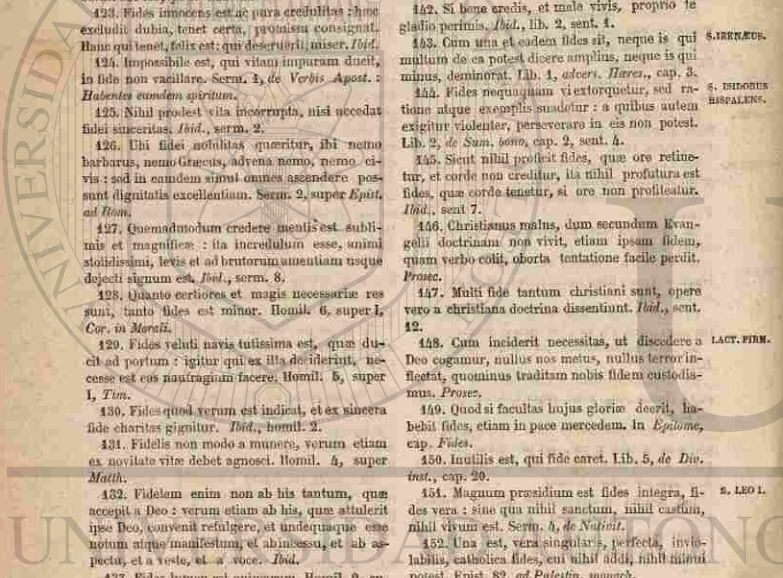 123. Fides innocens est ac pura credulitas : hæc
excludit dubia, tenet certa, promissa consignat.
Hanc qui tenet, felix est: qui deseruerit, miser. Ibid.
124. Impossibile est, qui vitam impuram ducit,
in fide non vacillare. Serm. 1, de Verbis Apost. :
Habentes eumdem spiritum.
125. Nihil prodest vita incorrupta, nisi accedat
fidei sinceritas. Ibid., serm. 2.
126. Ubi fidei nobilitas quæritur, ibi nemo
barbarus, nemo Græcus, advena nemo, nemo ci-
vis : sed in eamdem simul omnes ascendere pos-
sunt dignitatis excellentiam. Serm. 2, super Epist.
ad Rom.
127. Quemadmodum credere mentis est subli-
mis et magnificæ : ita incredulum esse, animi
stolidissimi, levis et ad brutorum amentiam usque
dejecti signum est. Ibid., serm. 8.
128. Quanto certiores et magis necessariæ res
sunt, tanto fides est minor. Homil. 6, super I,
Cor. in Morali.
129. Fides veluti navis tutissima est, quæ du-
cit ad portum : igitur qui ex illa deciderint, ne-
cesse est eos naufragium facere. Homil. 5, super
I, Tim.
130. Fides quod verum est indicat, et ex sincera
fide charitas gignitur. Ibid., homil. 2.
131. Fidelis non modo a munere, verum etiam
ex novitate vitæ debet agnosci. Homil. 4, super
Matth.
132. Fidelem enim non ab his tantum, quæ
accepit a Deo : verum etiam ab his, quæ attulerit
ipse Deo, convenit refulgere, et undequaque esse
notum atque manifestum, et ab incessu, et ab as-
pectu, et a veste, et a voce. Ibid.
142. Si bene credis, et male vivis, proprio te
gladio perimis. Ibid., lib. 2, sent. 1.
143. Cum una et eadem fides sit, neque is qui
multum de ea potest dicere amplius, neque is qui
minus, deminorat. Lib. 1, advers. Hæres., cap. 3.
144. Fides nequaquam vi extorquetur, sed ra-
tione atque exemplis suadetur : a quibus autem
exigitur violenter, perseverare in eis non potest.
Lib. 2, de Sum. bono, cap. 2, sent. 4.
145. Sicut nihil proficit fides, quæ ore retine-
tur, et corde non creditur, ita nihil profutura est
fides, quæ corde tenetur, si ore non profiteatur.
Ibid., sent 7.
146. Christianus malus, dum secundum Evan-
gelii doctrinam non vivit, etiam ipsam fidem,
quam verbo colit, oborta tentatione facile perdit.
Prosec.
147. Multi fide tantum christiani sunt, opere
vero a christiana doctrina dissentiunt. Ibid., sent.
12.
148. Cum inciderit necessitas, ut discedere a
Deo cogamur, nullus nos metus, nullus terror in-
flectat, quominus traditam nobis fidem custodia-
mus. Prosec.
149. Quod si facultas hujus gloriæ deerit, ha-
bebit fides, etiam in pace mercedem. In Epitome,
cap. Fides.
150. Inutilis est, qui fide caret. Lib. 5, de Div.
inst., cap. 20.
151. Magnum præsidium est fides integra, fi-
des vera : sine qua nihil sanctum, nihil castum,
nihil vivum est. Serm. 4, de Nativit.
152. Una est, vera singularis, perfecta, invio-
labilis, catholica fides, cui nihil addi, nihil minui
potest. Epist. 82, ad Palestin. monach.
S. IRENÆUS.
S. ISIDORUS
HISPALENS.
LACT. FIRM.
S. LEO I.